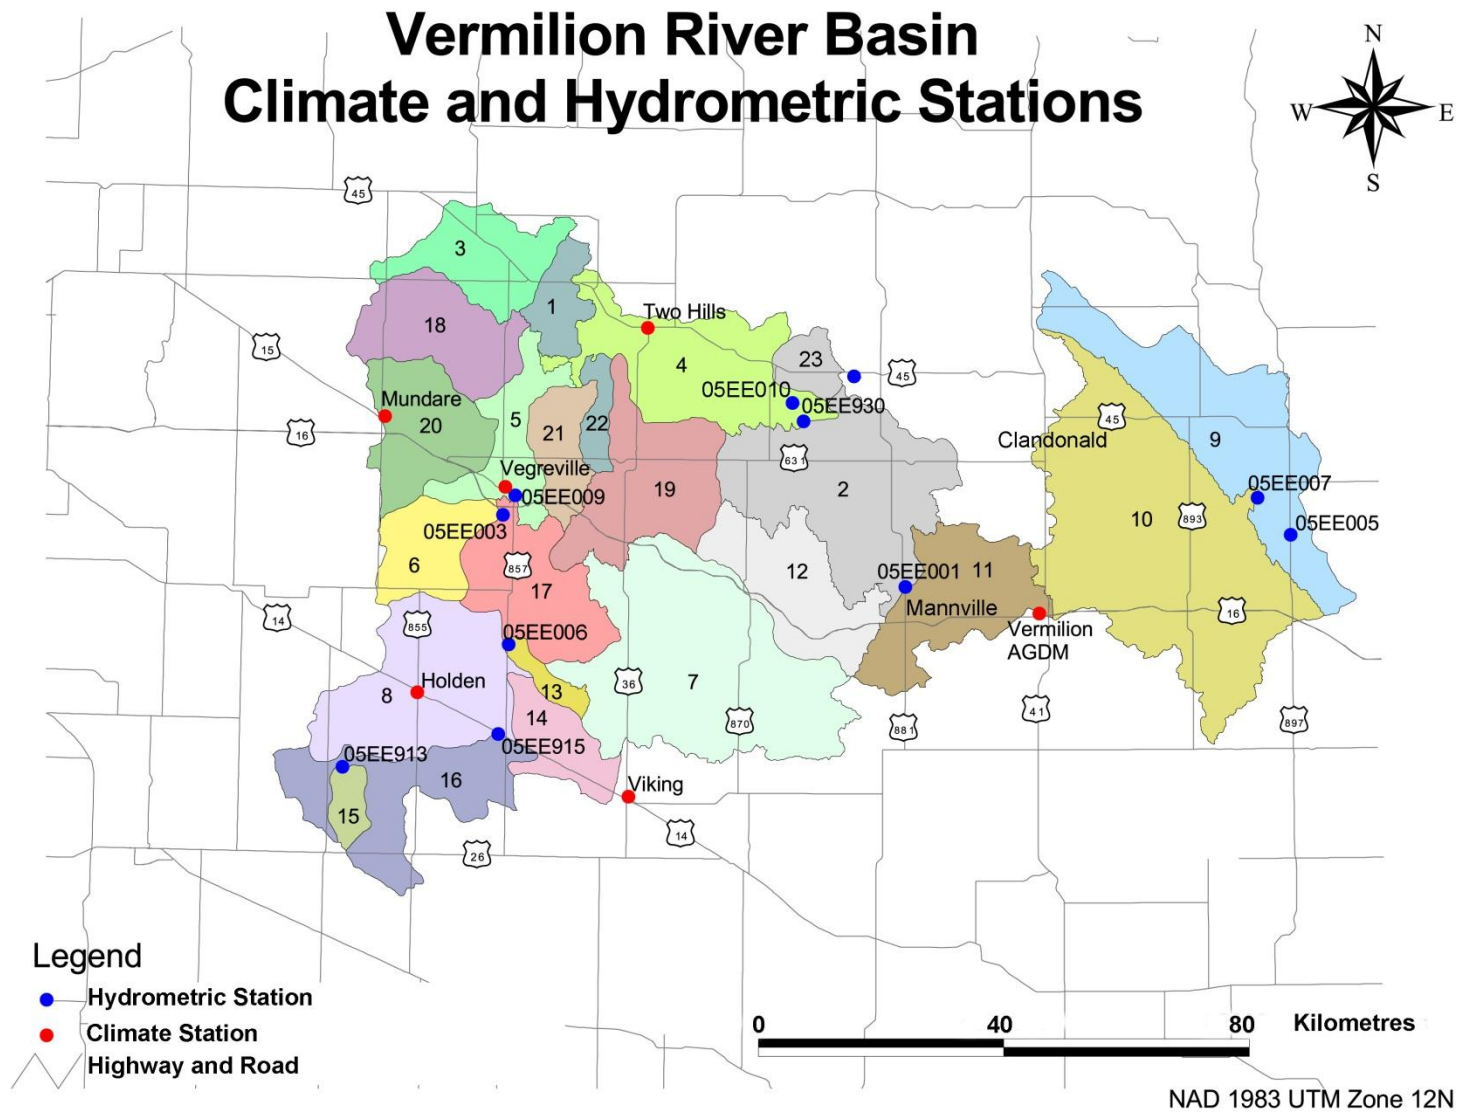 Vermilion River Basin
Climate and Hydrometric Stations
N
W E
S
45
3
1
18
Two Hills
15
4
23
45
05EE010
Mundare
05EE930
45
20
5
21
22
16
Clandonald
9
631
Vegreville
19
2
05EE009
05EE007
10
893
05EE003
05EE005
6
857
12
05EE001
11
17
Mannville
16
14
855
05EE006
Vermilion
AGDM
Holden
36
7
13
8
14
870
881
41
897
05EE915
05EE913
16
Viking
15
14
26
Legend
Hydrometric Station
Climate Station
Highway and Road
0 40 80 Kilometres
NAD 1983 UTM Zone 12N